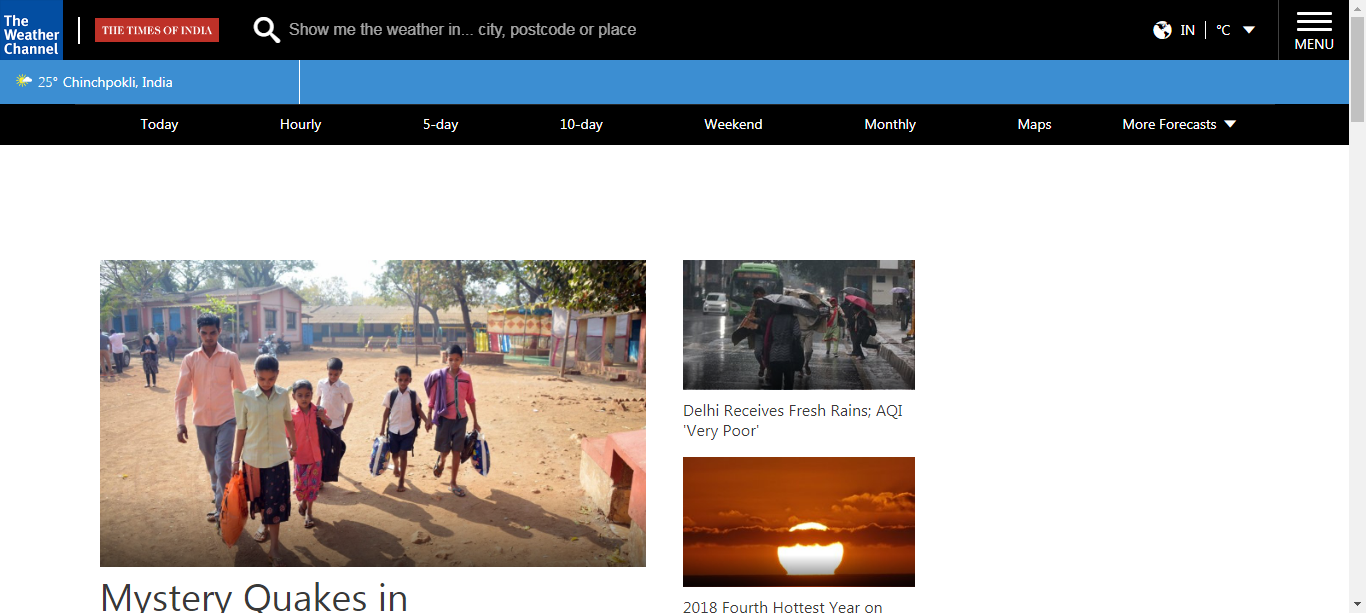 The
Weather
Channel
THE TIMES OF INDIA
Show me the weather in... city, postcode or place
IN
°C
MENU
25° Chinchpokli, India
Today
Hourly
5-day
10-day
Weekend
Monthly
Maps
More Forecasts
Delhi Receives Fresh Rains; AQI
'Very Poor'
Mystery Quakes in
2018 Fourth Hottest Year on